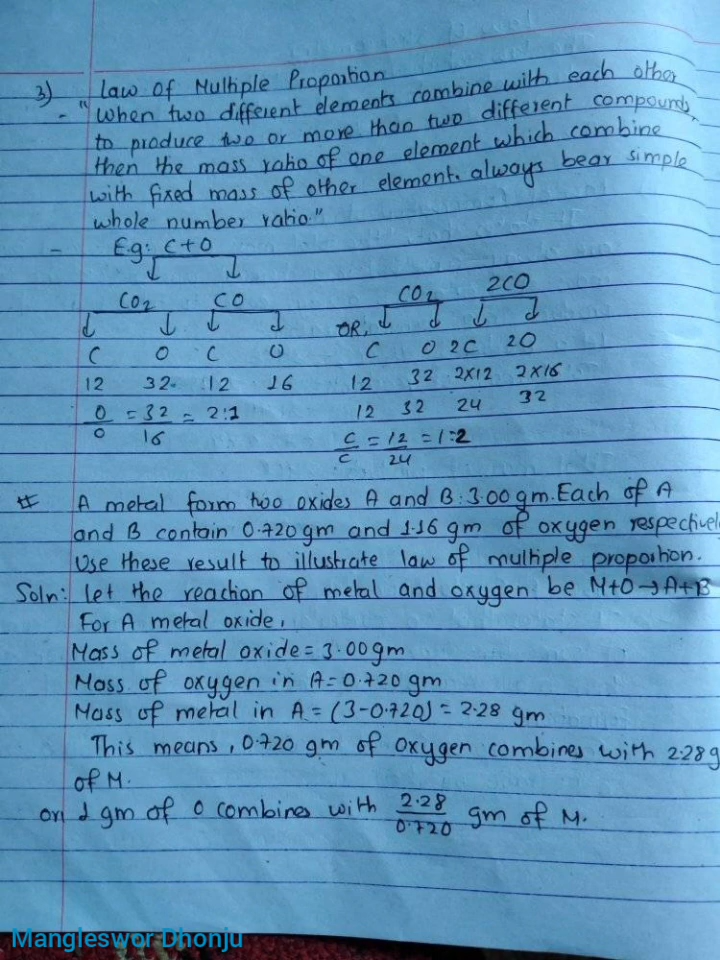 3) Law of Multiple Proportion
- "When two different elements combine with each other
to produce two or more than two different compounds,
then the mass ratio of one element which combine
with fixed mass of other element. always bear simple
whole number ratio."
- E.g: C+O
CO₂ CO OR, CO₂ 2CO
C O C O C O 2C 2O
12 32 12 16 12 32 2x12 2x16
O/O = 32/16 = 2:1 12 32 24 32
C/C = 12/24 = 1:2
# A metal form two oxides A and B. 3.00 gm. Each of A
and B contain 0.720 gm and 1.16 gm of oxygen respectively
Use these result to illustrate law of multiple proportion.
Soln: Let the reaction of metal and oxygen be M+O→A+B
For A metal oxide,
Mass of metal oxide = 3.00gm
Mass of oxygen in A = 0.720 gm
Mass of metal in A = (3-0.720) = 2.28 gm
This means, 0.720 gm of oxygen combines with 2.28g
of M.
or, 1 gm of O combines with 2.28/0.720 gm of M.
Mangleswor Dhonju